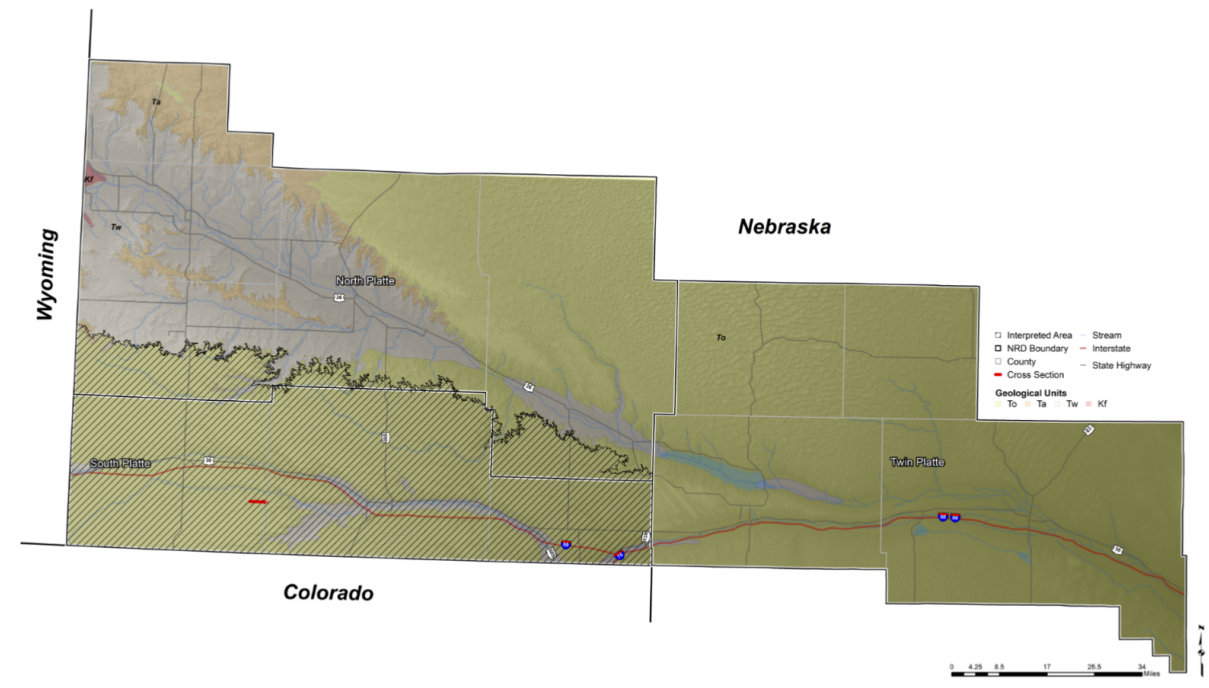 Ta
Kf
Tw
Wyoming
Nebraska
North Platte
To
Interpreted Area
Stream
NRD Boundary
Interstate
County
State Highway
Cross Section
Geological Units
To Ta Tw Kf
South Platte
Twin Platte
Colorado
N
0 4.25 8.5 17 25.5 34
Miles